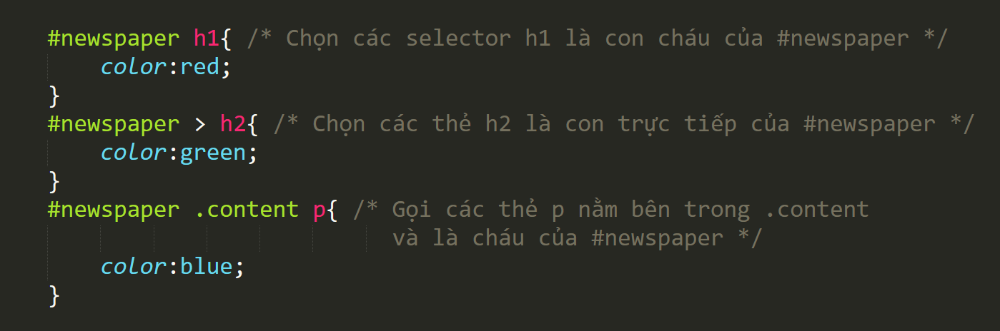 #newspaper h1{ /* Chọn các selector h1 là con cháu của #newspaper */
color:red;
}
#newspaper > h2{ /* Chọn các thẻ h2 là con trực tiếp của #newspaper */
color:green;
}
#newspaper .content p{ /* Gọi các thẻ p nằm bên trong .content
và là cháu của #newspaper */
color:blue;
}